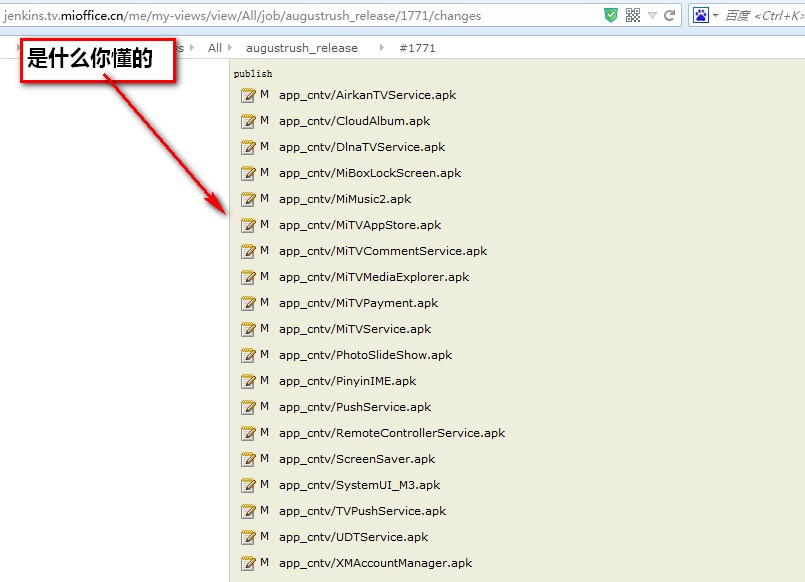 jenkins.tv.mioffice.cn/me/my-views/view/All/job/augustrush_release/1771/changes
百度 <Ctrl+K>
All augustrush_release #1771
是什么你懂的
publish
M app_cntv/AirkanTVService.apk
M app_cntv/CloudAlbum.apk
M app_cntv/DlnaTVService.apk
M app_cntv/MiBoxLockScreen.apk
M app_cntv/MiMusic2.apk
M app_cntv/MiTVAppStore.apk
M app_cntv/MiTVCommentService.apk
M app_cntv/MiTVMediaExplorer.apk
M app_cntv/MiTVPayment.apk
M app_cntv/MiTVService.apk
M app_cntv/PhotoSlideShow.apk
M app_cntv/PinyinIME.apk
M app_cntv/PushService.apk
M app_cntv/RemoteControllerService.apk
M app_cntv/ScreenSaver.apk
M app_cntv/SystemUI_M3.apk
M app_cntv/TVPushService.apk
M app_cntv/UDTService.apk
M app_cntv/XMAccountManager.apk